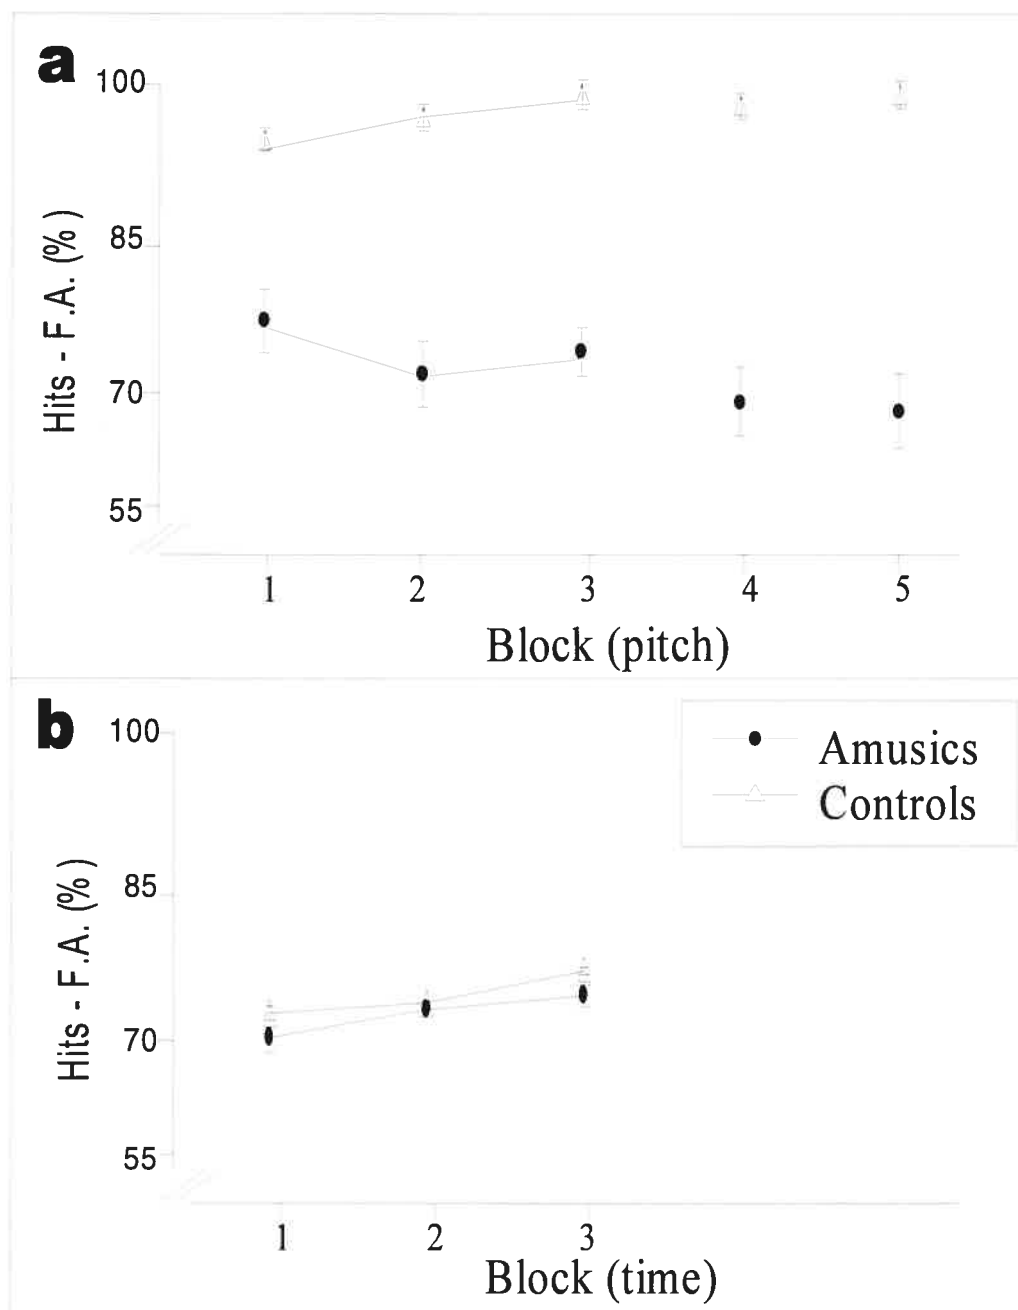 a
100
85
70
55
Hits - F.A. (%)
1 2 3 4 5
Block (pitch)
b
100
85
70
55
Hits - F.A. (%)
Amusics
Controls
1 2 3
Block (time)